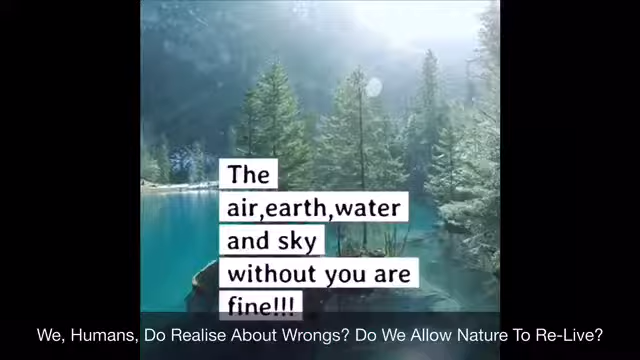 The
air,earth,water
and sky
without you are
fine!!!
We, Humans, Do Realise About Wrongs? Do We Allow Nature To Re-Live?